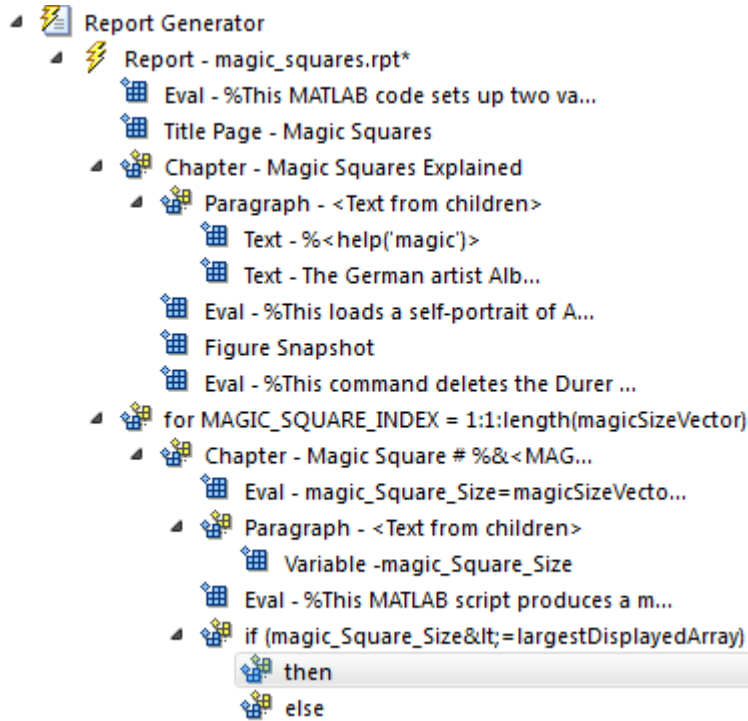 Report Generator
Report - magic_squares.rpt*
Eval - %This MATLAB code sets up two va...
Title Page - Magic Squares
Chapter - Magic Squares Explained
Paragraph - <Text from children>
Text - %<help('magic')>
Text - The German artist Alb...
Eval - %This loads a self-portrait of A...
Figure Snapshot
Eval - %This command deletes the Durer ...
for MAGIC_SQUARE_INDEX = 1:1:length(magicSizeVector)
Chapter - Magic Square # %&<MAG...
Eval - magic_Square_Size=magicSizeVecto...
Paragraph - <Text from children>
Variable -magic_Square_Size
Eval - %This MATLAB script produces a m...
if (magic_Square_Size&lt;=largestDisplayedArray)
then
else